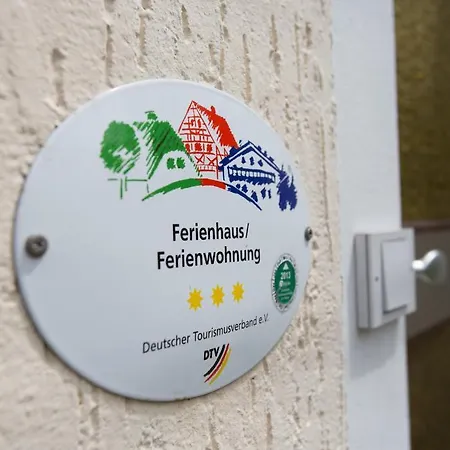 Ferienhaus/
Ferienwohnung
2013
Deutscher Tourismusverband e.V.
DTV